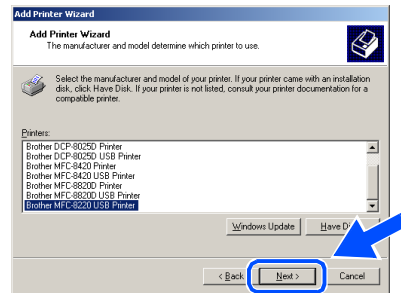 Add Printer Wizard
Add Printer Wizard
The manufacturer and model determine which printer to use.
Select the manufacturer and model of your printer. If your printer came with an installation
disk, click Have Disk. If your printer is not listed, consult your printer documentation for a
compatible printer.
Printers:
Brother DCP-8025D Printer
Brother DCP-8025D USB Printer
Brother MFC-8420 Printer
Brother MFC-8420 USB Printer
Brother MFC-8820D Printer
Brother MFC-8820D USB Printer
Brother MFC-8220 USB Printer
Windows Update Have D
< Back Next > Cancel